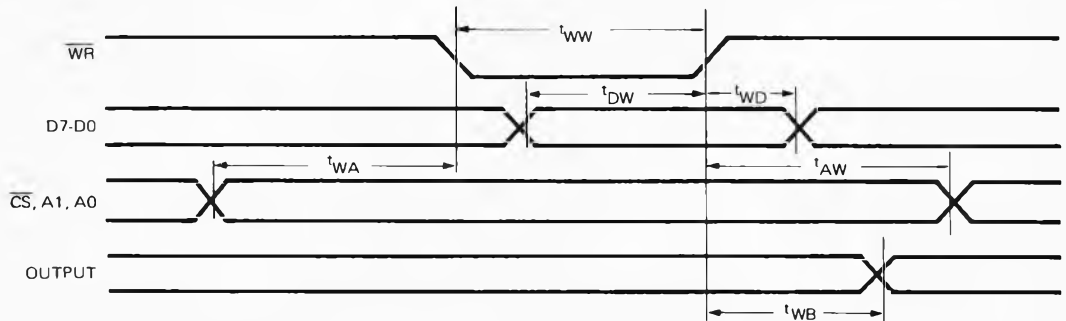 tWW
WR
tDW
tWD
D7-D0
tWA
tAW
CS, A1, A0
OUTPUT
tWB